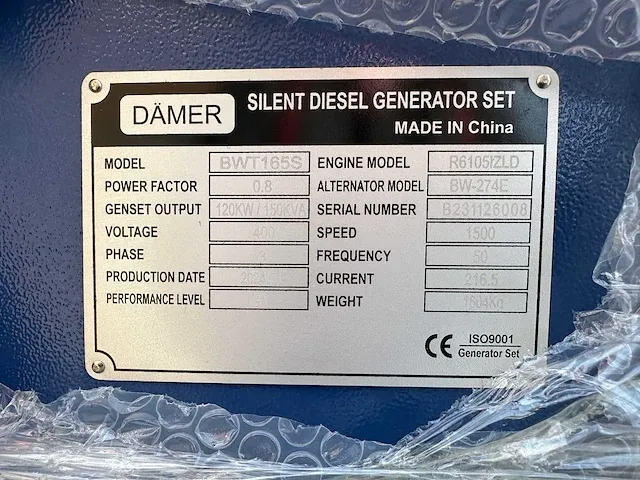 DÄMER
SILENT DIESEL GENERATOR SET
MADE IN China
MODEL BWT165S ENGINE MODEL R6105IZLD
POWER FACTOR 0.8 ALTERNATOR MODEL BW-274E
GENSET OUTPUT 120KW / 150KVA SERIAL NUMBER B231126008
VOLTAGE 400 SPEED 1500
PHASE 3 FREQUENCY 50
PRODUCTION DATE CURRENT 216.5
PERFORMANCE LEVEL WEIGHT 1604Kg
CE ISO9001
Generator Set